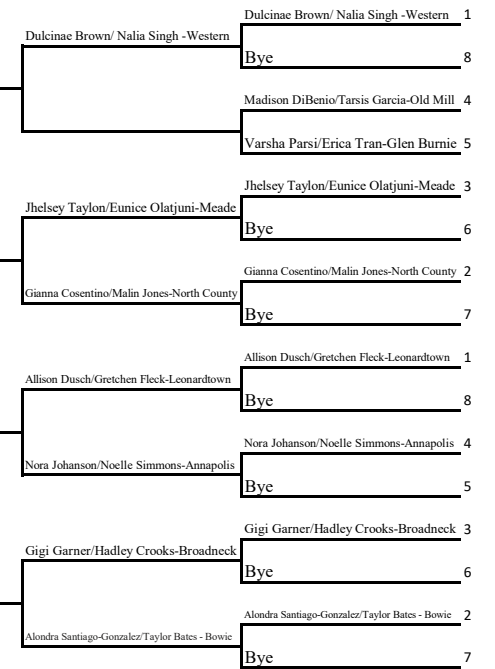 Dulcinae Brown/ Nalia Singh -Western 1
Dulcinae Brown/ Nalia Singh -Western
Bye 8
Madison DiBenio/Tarsis Garcia-Old Mill 4
Varsha Parsi/Erica Tran-Glen Burnie 5
Jhelsey Taylon/Eunice Olatjuni-Meade 3
Jhelsey Taylon/Eunice Olatjuni-Meade
Bye 6
Gianna Cosentino/Malin Jones-North County 2
Gianna Cosentino/Malin Jones-North County
Bye 7
Allison Dusch/Gretchen Fleck-Leonardtown 1
Allison Dusch/Gretchen Fleck-Leonardtown
Bye 8
Nora Johanson/Noelle Simmons-Annapolis 4
Nora Johanson/Noelle Simmons-Annapolis
Bye 5
Gigi Garner/Hadley Crooks-Broadneck 3
Gigi Garner/Hadley Crooks-Broadneck
Bye 6
Alondra Santiago-Gonzalez/Taylor Bates - Bowie 2
Alondra Santiago-Gonzalez/Taylor Bates - Bowie
Bye 7